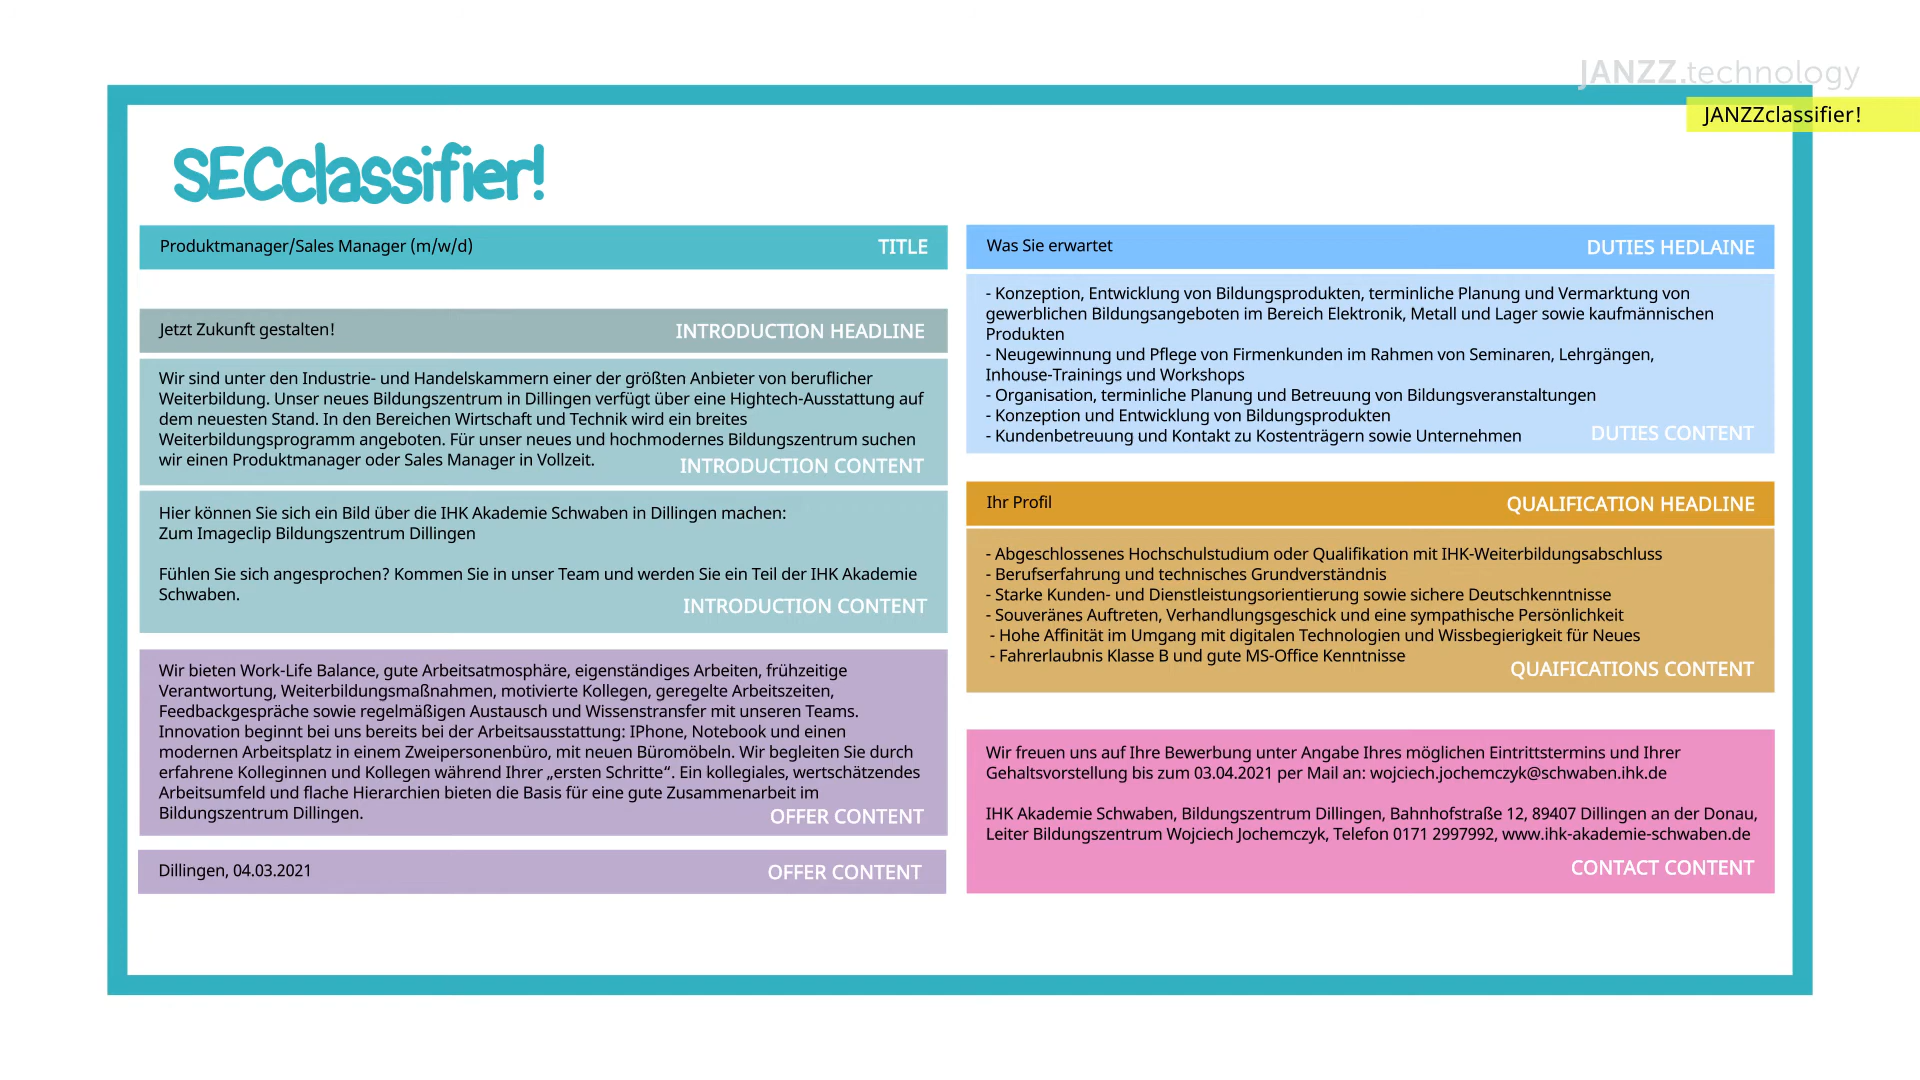 JANZZ.technology
JANZZclassifier!
SECclassifier!
Produktmanager/Sales Manager (m/w/d)
TITLE
Jetzt Zukunft gestalten!
INTRODUCTION HEADLINE
Wir sind unter den Industrie- und Handelskammern einer der größten Anbieter von beruflicher
Weiterbildung. Unser neues Bildungszentrum in Dillingen verfügt über eine Hightech-Ausstattung auf
dem neuesten Stand. In den Bereichen Wirtschaft und Technik wird ein breites
Weiterbildungsprogramm angeboten. Für unser neues und hochmodernes Bildungszentrum suchen
wir einen Produktmanager oder Sales Manager in Vollzeit.
INTRODUCTION CONTENT
Hier können Sie sich ein Bild über die IHK Akademie Schwaben in Dillingen machen:
Zum Imageclip Bildungszentrum Dillingen
Fühlen Sie sich angesprochen? Kommen Sie in unser Team und werden Sie ein Teil der IHK Akademie
Schwaben.
INTRODUCTION CONTENT
Wir bieten Work-Life Balance, gute Arbeitsatmosphäre, eigenständiges Arbeiten, frühzeitige
Verantwortung, Weiterbildungsmaßnahmen, motivierte Kollegen, geregelte Arbeitszeiten,
Feedbackgespräche sowie regelmäßigen Austausch und Wissenstransfer mit unseren Teams.
Innovation beginnt bei uns bereits bei der Arbeitsausstattung: IPhone, Notebook und einen
modernen Arbeitsplatz in einem Zweipersonenbüro, mit neuen Büromöbeln. Wir begleiten Sie durch
erfahrene Kolleginnen und Kollegen während Ihrer „ersten Schritte“. Ein kollegiales, wertschätzendes
Arbeitsumfeld und flache Hierarchien bieten die Basis für eine gute Zusammenarbeit im
Bildungszentrum Dillingen.
OFFER CONTENT
Dillingen, 04.03.2021
OFFER CONTENT
Was Sie erwartet
DUTIES HEDLAINE
- Konzeption, Entwicklung von Bildungsprodukten, terminliche Planung und Vermarktung von
gewerblichen Bildungsangeboten im Bereich Elektronik, Metall und Lager sowie kaufmännischen
Produkten
- Neugewinnung und Pflege von Firmenkunden im Rahmen von Seminaren, Lehrgängen,
Inhouse-Trainings und Workshops
- Organisation, terminliche Planung und Betreuung von Bildungsveranstaltungen
- Konzeption und Entwicklung von Bildungsprodukten
- Kundenbetreuung und Kontakt zu Kostenträgern sowie Unternehmen
DUTIES CONTENT
Ihr Profil
QUALIFICATION HEADLINE
- Abgeschlossenes Hochschulstudium oder Qualifikation mit IHK-Weiterbildungsabschluss
- Berufserfahrung und technisches Grundverständnis
- Starke Kunden- und Dienstleistungsorientierung sowie sichere Deutschkenntnisse
- Souveränes Auftreten, Verhandlungsgeschick und eine sympathische Persönlichkeit
- Hohe Affinität im Umgang mit digitalen Technologien und Wissbegierigkeit für Neues
- Fahrerlaubnis Klasse B und gute MS-Office Kenntnisse
QUAIFICATIONS CONTENT
Wir freuen uns auf Ihre Bewerbung unter Angabe Ihres möglichen Eintrittstermins und Ihrer
Gehaltsvorstellung bis zum 03.04.2021 per Mail an: wojciech.jochemczyk@schwaben.ihk.de
IHK Akademie Schwaben, Bildungszentrum Dillingen, Bahnhofstraße 12, 89407 Dillingen an der Donau,
Leiter Bildungszentrum Wojciech Jochemczyk, Telefon 0171 2997992, www.ihk-akademie-schwaben.de
CONTACT CONTENT